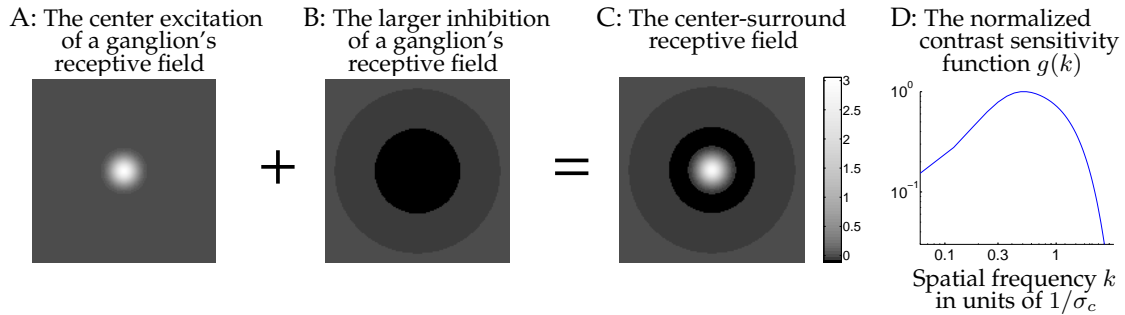 A: The center excitation
of a ganglion's
receptive field
B: The larger inhibition
of a ganglion's
receptive field
C: The center-surround
receptive field
D: The normalized
contrast sensitivity
function g(k)
+
=
3
2.5
2
1.5
1
0.5
0
10⁰
10⁻¹
0.1 0.3 1
Spatial frequency k
in units of 1/σc